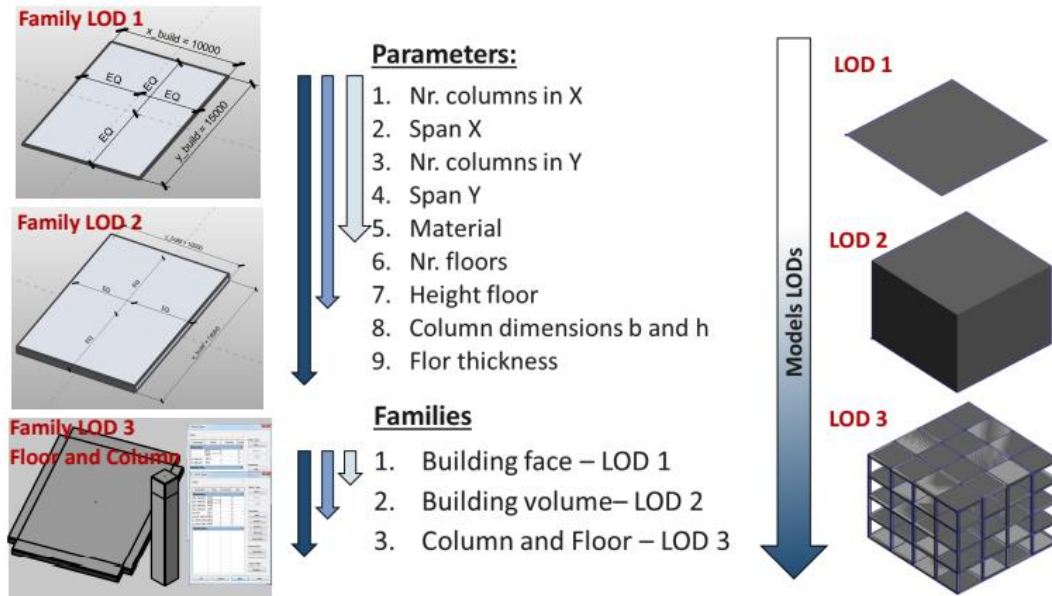 Family LOD 1
x_build = 10000
EQ
EQ
EQ
EQ
y_build = 15000
Family LOD 2
x_build = 10000
EQ
EQ
EQ
EQ
Family LOD 3
Floor and Column
Parameters:
1. Nr. columns in X
2. Span X
3. Nr. columns in Y
4. Span Y
5. Material
6. Nr. floors
7. Height floor
8. Column dimensions b and h
9. Flor thickness
Families
1. Building face – LOD 1
2. Building volume– LOD 2
3. Column and Floor – LOD 3
Models LODs
LOD 1
LOD 2
LOD 3